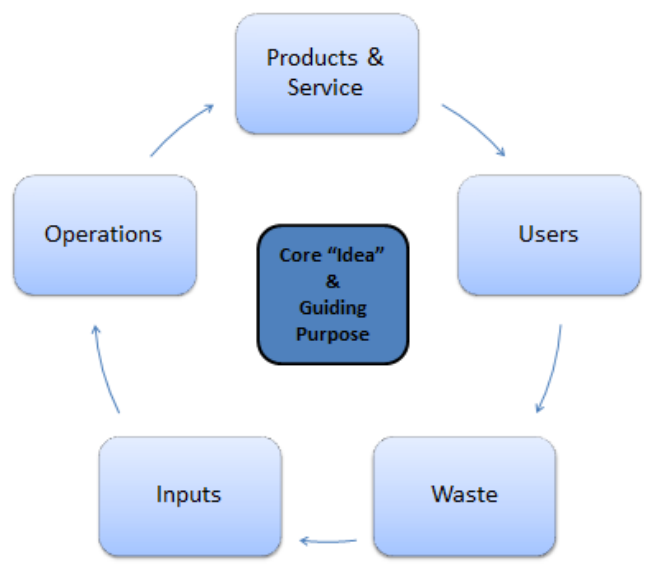 Products &
Service
Operations
Users
Core “Idea”
&
Guiding
Purpose
Inputs
Waste